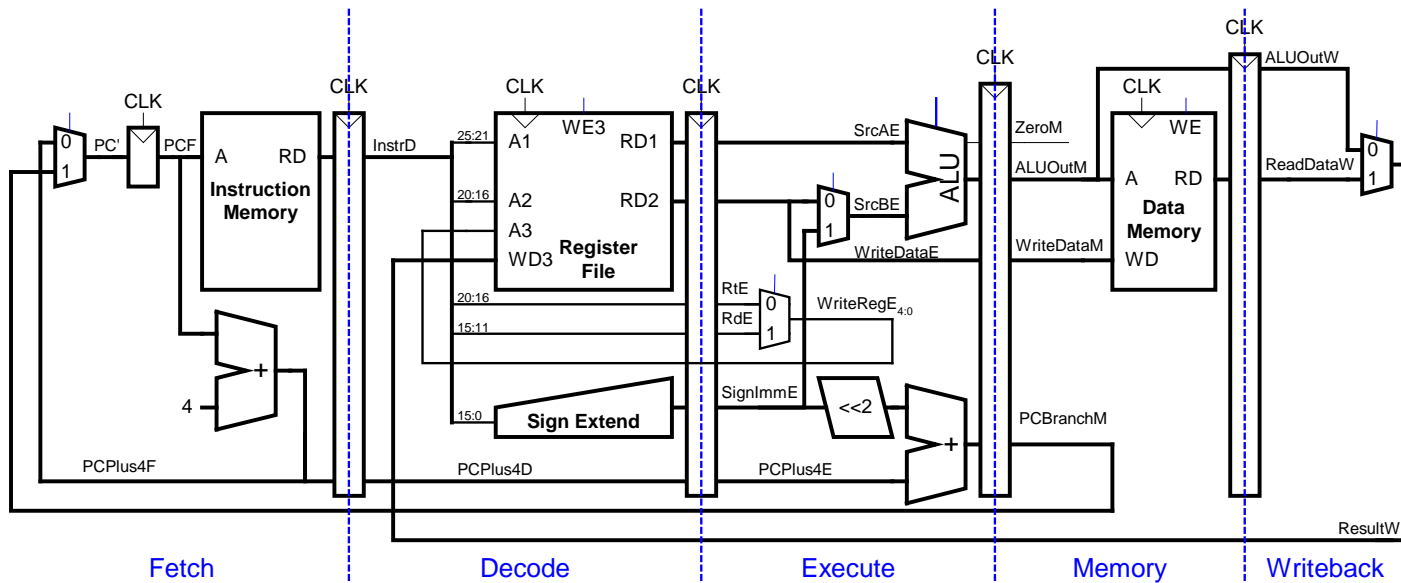 CLK
CLK
ALUOutW
CLK
CLK
CLK
CLK
CLK
CLK
0
1
PC'
PCF
A
RD
Instruction
Memory
InstrD
25:21
A1
WE3
RD1
SrcAE
ALU
ZeroM
WE
0
1
ReadDataW
20:16
A2
RD2
0
1
SrcBE
ALUOutM
A
RD
Data
Memory
A3
WD3
Register
File
WriteDataE
WriteDataM
WD
20:16
RtE
0
WriteRegE4:0
15:11
RdE
1
4
+
15:0
Sign Extend
SignImmE
<<2
+
PCBranchM
PCPlus4F
PCPlus4D
PCPlus4E
ResultW
Fetch
Decode
Execute
Memory
Writeback